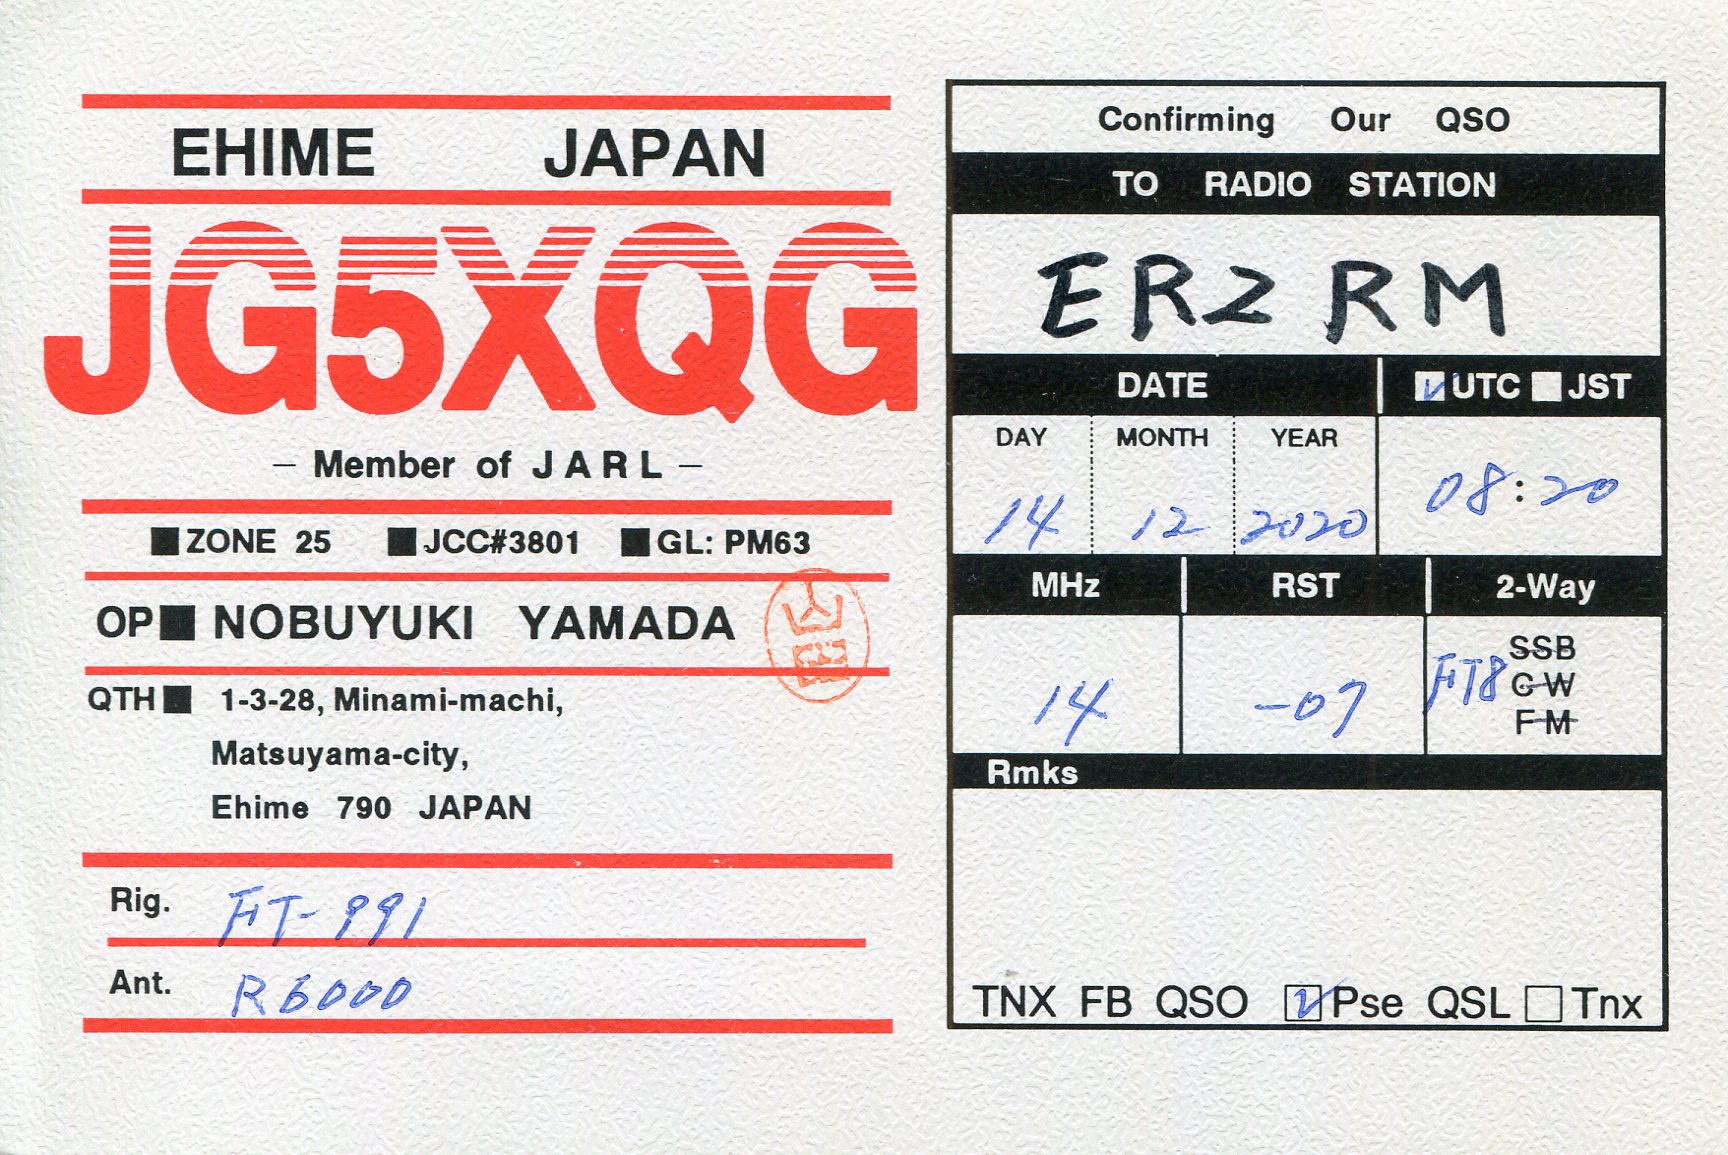 EHIME JAPAN
JG5XQG
– Member of JARL –
■ZONE 25 ■JCC#3801 ■GL: PM63
OP■ NOBUYUKI YAMADA
QTH■ 1-3-28, Minami-machi,
Matsuyama-city,
Ehime 790 JAPAN
Rig. FT-991
Ant. R6000
Confirming Our QSO
TO RADIO STATION
ER2RM
DATE UTC JST
DAY MONTH YEAR
14 12 2020 08:20
MHz RST 2-Way
14 -07 FT8
SSB
CW
FM
Rmks
TNX FB QSO Pse QSL Tnx